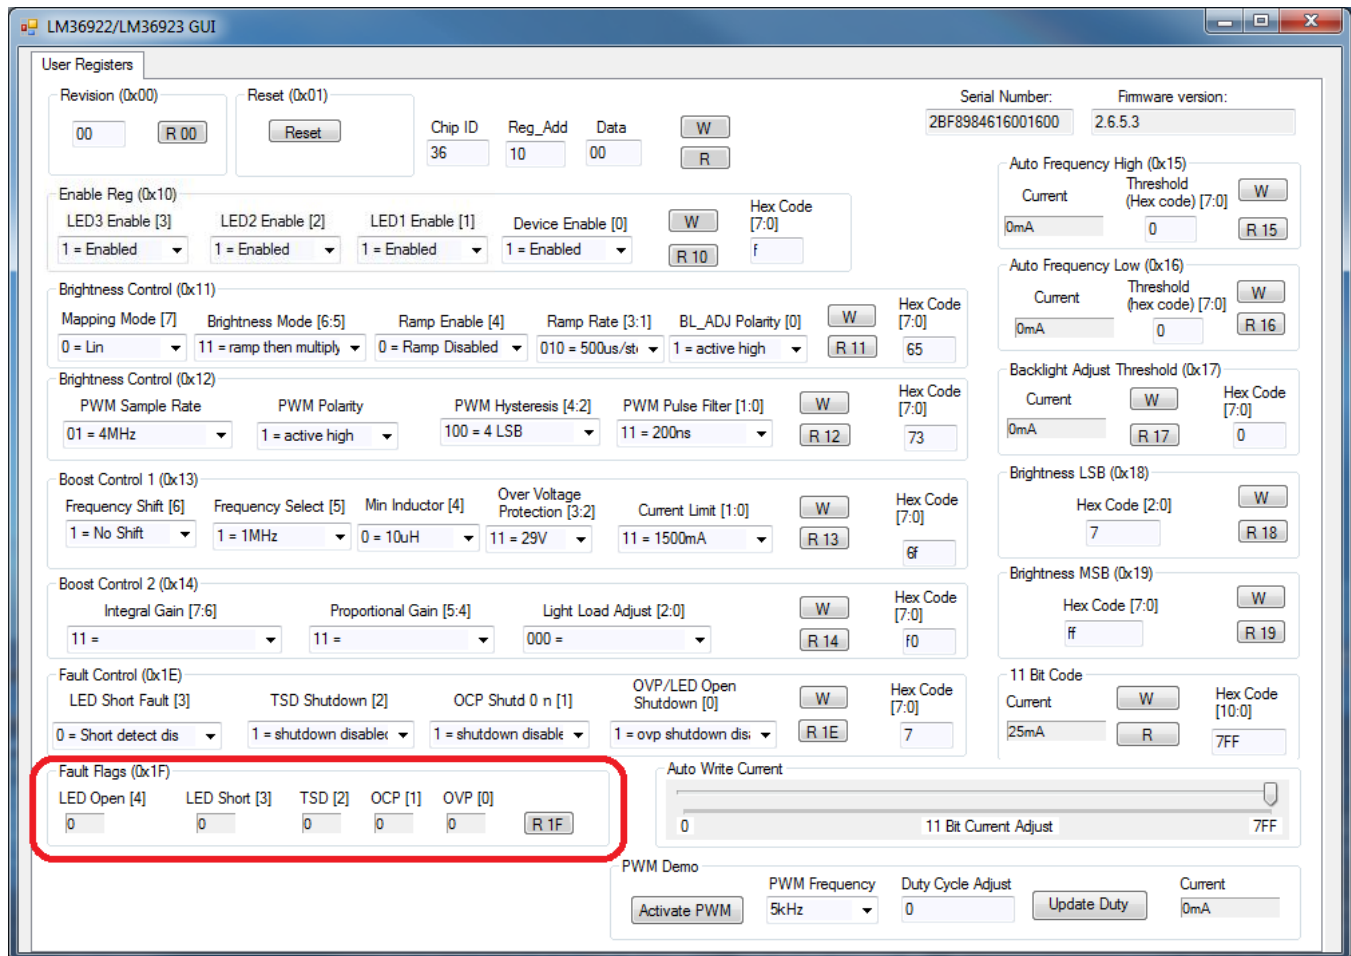 LM36922/LM36923 GUI
User Registers
Revision (0x00)
00
R 00
Reset (0x01)
Reset
Chip ID Reg_Add Data
36 10 00
W
R
Serial Number: Firmware version:
2BF8984616001600 2.6.5.3
Enable Reg (0x10)
LED3 Enable [3] LED2 Enable [2] LED1 Enable [1] Device Enable [0]
1 = Enabled 1 = Enabled 1 = Enabled 1 = Enabled
W
R 10
Hex Code
[7:0]
f
Brightness Control (0x11)
Mapping Mode [7] Brightness Mode [6:5] Ramp Enable [4] Ramp Rate [3:1] BL_ADJ Polarity [0]
0 = Lin 11 = ramp then multiply 0 = Ramp Disabled 010 = 500us/st 1 = active high
W
R 11
Hex Code
[7:0]
65
Brightness Control (0x12)
PWM Sample Rate PWM Polarity PWM Hysteresis [4:2] PWM Pulse Filter [1:0]
01 = 4MHz 1 = active high 100 = 4 LSB 11 = 200ns
W
R 12
Hex Code
[7:0]
73
Boost Control 1 (0x13)
Frequency Shift [6] Frequency Select [5] Min Inductor [4] Over Voltage
Protection [3:2] Current Limit [1:0]
1 = No Shift 1 = 1MHz 0 = 10uH 11 = 29V 11 = 1500mA
W
R 13
Hex Code
[7:0]
6f
Boost Control 2 (0x14)
Integral Gain [7:6] Proportional Gain [5:4] Light Load Adjust [2:0]
11 = 11 = 000 =
W
R 14
Hex Code
[7:0]
f0
Fault Control (0x1E)
LED Short Fault [3] TSD Shutdown [2] OCP Shutd 0 n [1] OVP/LED Open
Shutdown [0]
0 = Short detect dis 1 = shutdown disablec 1 = shutdown disable 1 = ovp shutdown dis
W
R 1E
Hex Code
[7:0]
7
Fault Flags (0x1F)
LED Open [4] LED Short [3] TSD [2] OCP [1] OVP [0]
0 0 0 0 0
R 1F
Auto Frequency High (0x15)
Current Threshold
(Hex code) [7:0]
0mA 0
W
R 15
Auto Frequency Low (0x16)
Current Threshold
(hex code) [7:0]
0mA 0
W
R 16
Backlight Adjust Threshold (0x17)
Current
0mA
W
R 17
Hex Code
[7:0]
0
Brightness LSB (0x18)
Hex Code [2:0]
7
W
R 18
Brightness MSB (0x19)
Hex Code [7:0]
ff
W
R 19
11 Bit Code
Current
25mA
W
R
Hex Code
[10:0]
7FF
Auto Write Current
0 11 Bit Current Adjust 7FF
PWM Demo
Activate PWM
PWM Frequency Duty Cycle Adjust
5kHz 0
Update Duty
Current
0mA